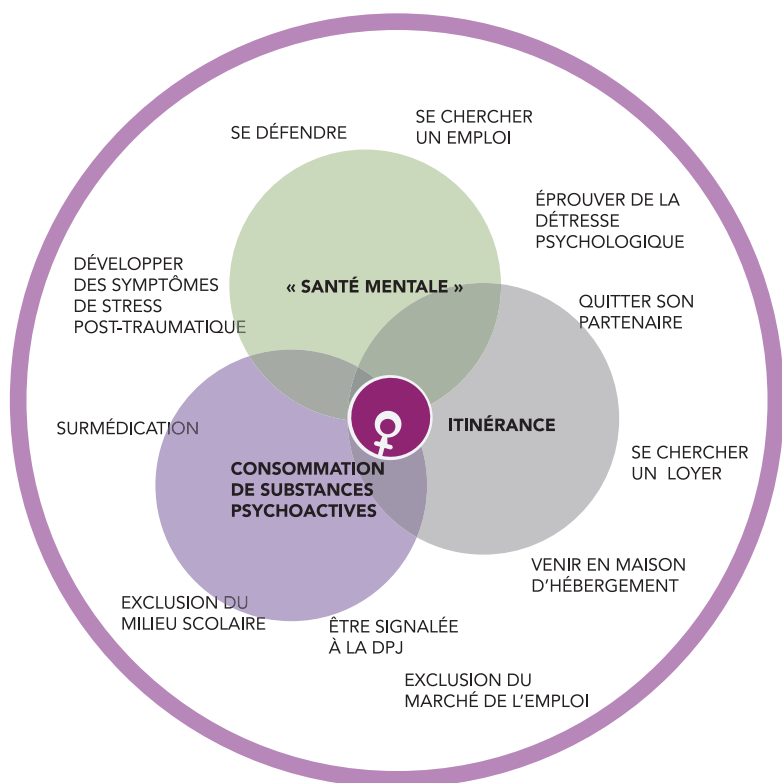 SE DÉFENDRE
SE CHERCHER
UN EMPLOI
ÉPROUVER DE LA
DÉTRESSE
PSYCHOLOGIQUE
DÉVELOPPER
DES SYMPTÔMES
DE STRESS
POST-TRAUMATIQUE
« SANTÉ MENTALE »
QUITTER SON
PARTENAIRE
SURMÉDICATION
ITINÉRANCE
CONSOMMATION
DE SUBSTANCES
PSYCHOACTIVES
SE CHERCHER
UN LOYER
VENIR EN MAISON
D’HÉBERGEMENT
EXCLUSION DU
MILIEU SCOLAIRE
ÊTRE SIGNALÉE
À LA DPJ
EXCLUSION DU
MARCHÉ DE L’EMPLOI